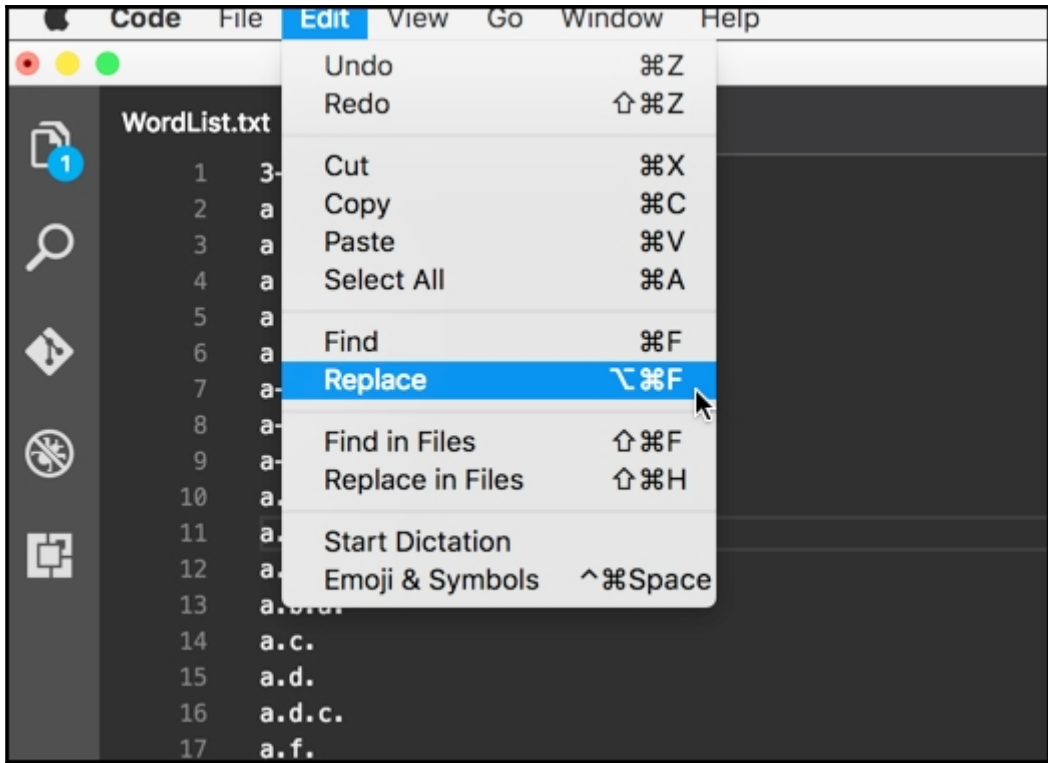 Code File Edit View Go Window Help
Undo ⌘Z
Redo ⇧⌘Z
WordList.txt
1
Cut ⌘X
Copy ⌘C
Paste ⌘V
Select All ⌘A
Find ⌘F
Replace ⌥⌘F
Find in Files ⇧⌘F
Replace in Files ⇧⌘H
Start Dictation
Emoji & Symbols ^⌘Space
1 3-
2 a
3 a
4 a
5 a
6 a
7 a-
8 a-
9 a-
10 a.
11 a.
12 a.
13
14 a.c.
15 a.d.
16 a.d.c.
17 a.f.